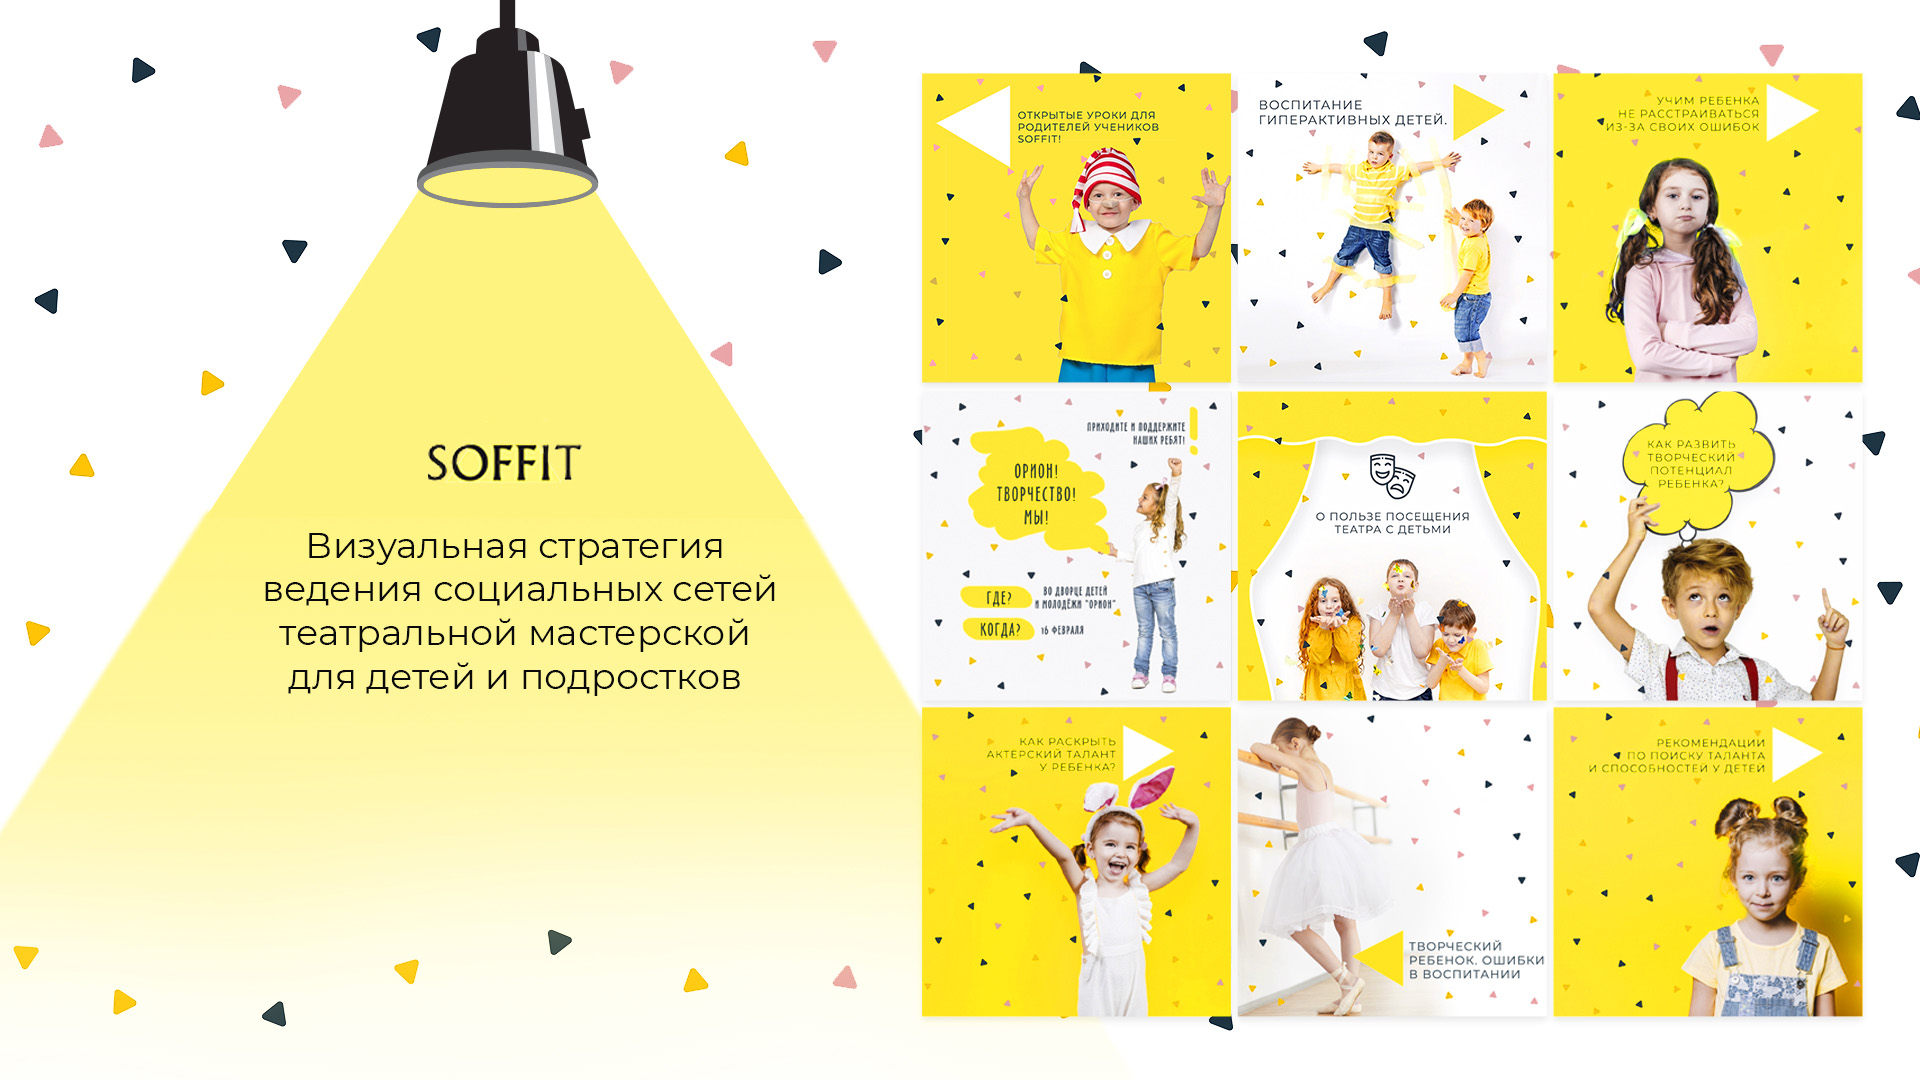 SOFFIT
Визуальная стратегия
ведения социальных сетей
театральной мастерской
для детей и подростков
ОТКРЫТЫЕ УРОКИ ДЛЯ
РОДИТЕЛЕЙ УЧЕНИКОВ
SOFFIT!
ВОСПИТАНИЕ
ГИПЕРАКТИВНЫХ ДЕТЕЙ.
УЧИМ РЕБЕНКА
НЕ РАССТРАИВАТЬСЯ
ИЗ-ЗА СВОИХ ОШИБОК
ПРИХОДИТЕ И ПОДДЕРЖИТЕ
НАШИХ РЕБЯТ!
ОРИОН!
ТВОРЧЕСТВО!
МЫ!
ГДЕ?
ВО ДВОРЦЕ ДЕТЕЙ
И МОЛОДЁЖИ "ОРИОН"
КОГДА?
16 ФЕВРАЛЯ
О ПОЛЬЗЕ ПОСЕЩЕНИЯ
ТЕАТРА С ДЕТЬМИ
КАК РАЗВИТЬ
ТВОРЧЕСКИЙ
ПОТЕНЦИАЛ
РЕБЕНКА?
КАК РАСКРЫТЬ
АКТЕРСКИЙ ТАЛАНТ
У РЕБЕНКА?
ТВОРЧЕСКИЙ
РЕБЕНОК. ОШИБКИ
В ВОСПИТАНИИ
РЕКОМЕНДАЦИИ
ПО ПОИСКУ ТАЛАНТА
И СПОСОБНОСТЕЙ У ДЕТЕЙ